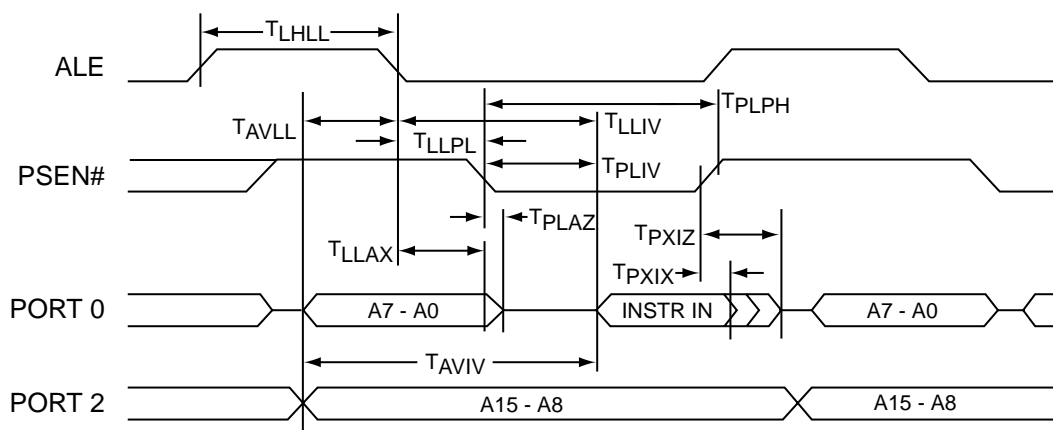 TLHLL
ALE
TPLPH
TAVLL
TLLIV
TLLPL
PSEN#
TPLIV
TPLAZ
TPXIZ
TLLAX
TPXIX
PORT 0
A7 - A0
INSTR IN
A7 - A0
TAVIV
PORT 2
A15 - A8
A15 - A8